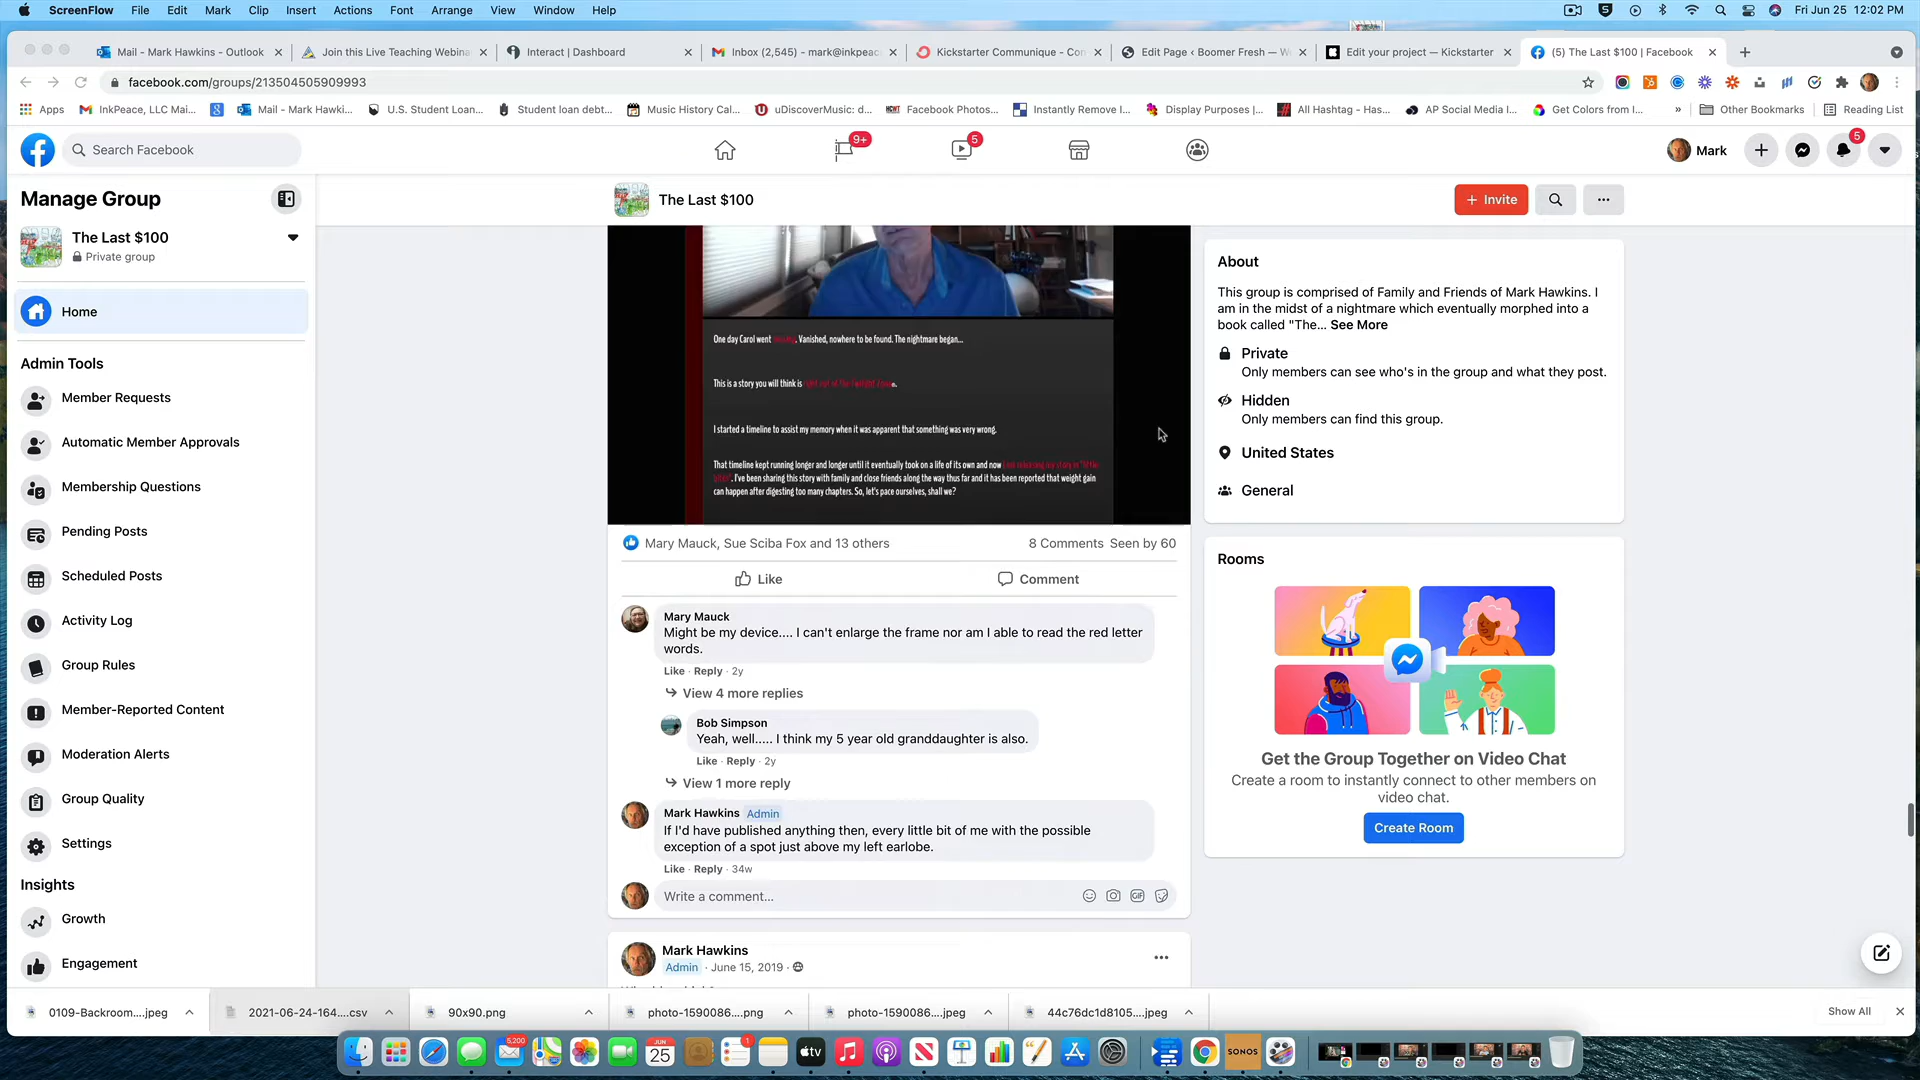 ScreenFlow File Edit Mark Clip Insert Actions Font Arrange View Window Help Fri Jun 25 12:02 PM
Mail - Mark Hawkins - Outlook Join this Live Teaching Webina Interact | Dashboard Inbox (2,545) - mark@inkpeac Kickstarter Communique - Con Edit Page ‹ Boomer Fresh — W Edit your project — Kickstarter (5) The Last $100 | Facebook
facebook.com/groups/213504505909993
Apps InkPeace, LLC Mai... Mail - Mark Hawki... U.S. Student Loan... Student loan debt... Music History Cal... uDiscoverMusic: d... Facebook Photos... Instantly Remove I... Display Purposes |... All Hashtag - Has... AP Social Media I... Get Colors from I... » Other Bookmarks Reading List
Search Facebook 9+ 5 Mark 5
Manage Group
The Last $100
Private group
Home
Admin Tools
Member Requests
Automatic Member Approvals
Membership Questions
Pending Posts
Scheduled Posts
Activity Log
Group Rules
Member-Reported Content
Moderation Alerts
Group Quality
Settings
Insights
Growth
Engagement
The Last $100
+ Invite
One day Carol went . Vanished, nowhere to be found. The nightmare began...
This is a story you will think is
I started a timeline to assist my memory when it was apparent that something was very wrong.
That timeline kept running longer and longer until it eventually took on a life of its own and now
I've been sharing this story with family and close friends along the way thus far and it has been reported that weight gain
can happen after digesting too many chapters. So, let's pace ourselves, shall we?
Mary Mauck, Sue Sciba Fox and 13 others 8 Comments Seen by 60
Like Comment
Mary Mauck
Might be my device.... I can't enlarge the frame nor am I able to read the red letter
words.
Like · Reply · 2y
View 4 more replies
Bob Simpson
Yeah, well..... I think my 5 year old granddaughter is also.
Like · Reply · 2y
View 1 more reply
Mark Hawkins Admin
If I'd have published anything then, every little bit of me with the possible
exception of a spot just above my left earlobe.
Like · Reply · 34w
Write a comment...
GIF
Mark Hawkins
Admin · June 15, 2019 ·
About
This group is comprised of Family and Friends of Mark Hawkins. I
am in the midst of a nightmare which eventually morphed into a
book called "The... See More
Private
Only members can see who's in the group and what they post.
Hidden
Only members can find this group.
United States
General
Rooms
Get the Group Together on Video Chat
Create a room to instantly connect to other members on
video chat.
Create Room
0109-Backroom....jpeg 2021-06-24-164....csv 90x90.png photo-1590086....png photo-1590086....jpeg 44c76dc1d8105....jpeg Show All
5,200 JUN 25 1 tv SONOS